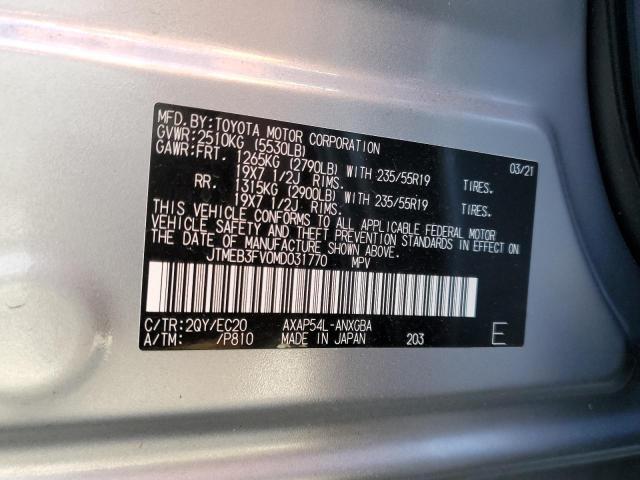 MFD. BY: TOYOTA MOTOR CORPORATION 03/21
GVWR: 2510KG (5530LB)
GAWR: FRT. 1265KG (2790LB) WITH 235/55R19 TIRES.
19X7 1/2J RIMS.
RR. 1315KG (2900LB) WITH 235/55R19 TIRES.
19X7 1/2J RIMS.
THIS VEHICLE CONFORMS TO ALL APPLICABLE FEDERAL MOTOR
VEHICLE SAFETY AND THEFT PREVENTION STANDARDS IN EFFECT ON
THE DATE OF MANUFACTURE SHOWN ABOVE.
JTMEB3FV0MD031770 MPV
C/TR: 2QY/EC20 AXAP54L-ANXGBA
A/TM: /P810 MADE IN JAPAN 203 E